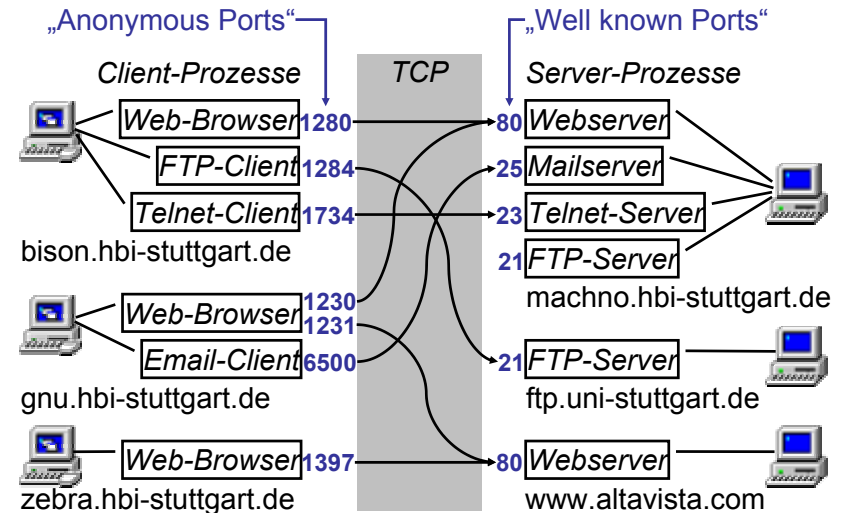 „Anonymous Ports“ „Well known Ports“
Client-Prozesse TCP Server-Prozesse
Web-Browser 1280 80 Webserver
FTP-Client 1284 25 Mailserver
Telnet-Client 1734 23 Telnet-Server
bison.hbi-stuttgart.de 21 FTP-Server
machno.hbi-stuttgart.de
Web-Browser 1230
1231
Email-Client 6500 21 FTP-Server
gnu.hbi-stuttgart.de ftp.uni-stuttgart.de
Web-Browser 1397 80 Webserver
zebra.hbi-stuttgart.de www.altavista.com